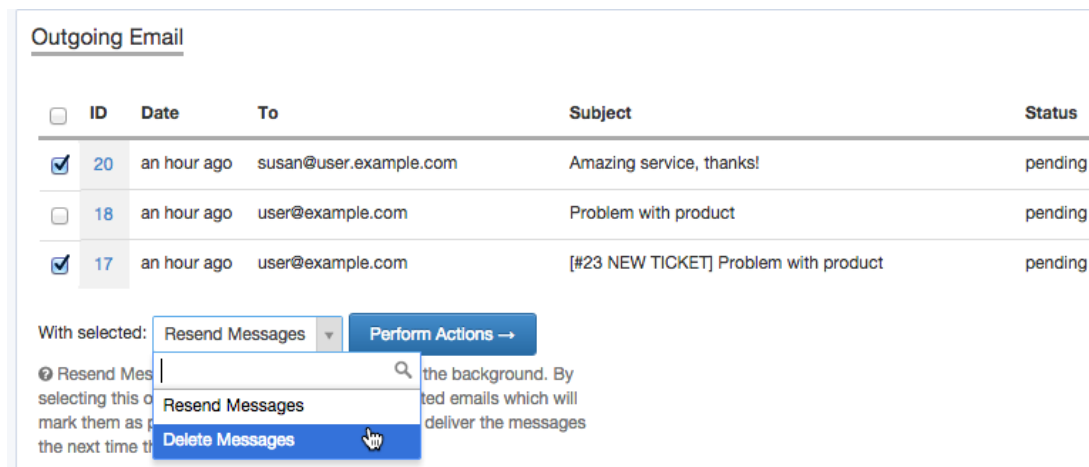 Outgoing Email
ID Date To Subject Status
20 an hour ago susan@user.example.com Amazing service, thanks! pending
18 an hour ago user@example.com Problem with product pending
17 an hour ago user@example.com [#23 NEW TICKET] Problem with product pending
With selected: Resend Messages Perform Actions →
Resend the background. By
selecting this emails which will
Resend Messages
mark them as deliver the messages
Delete Messages
the next time